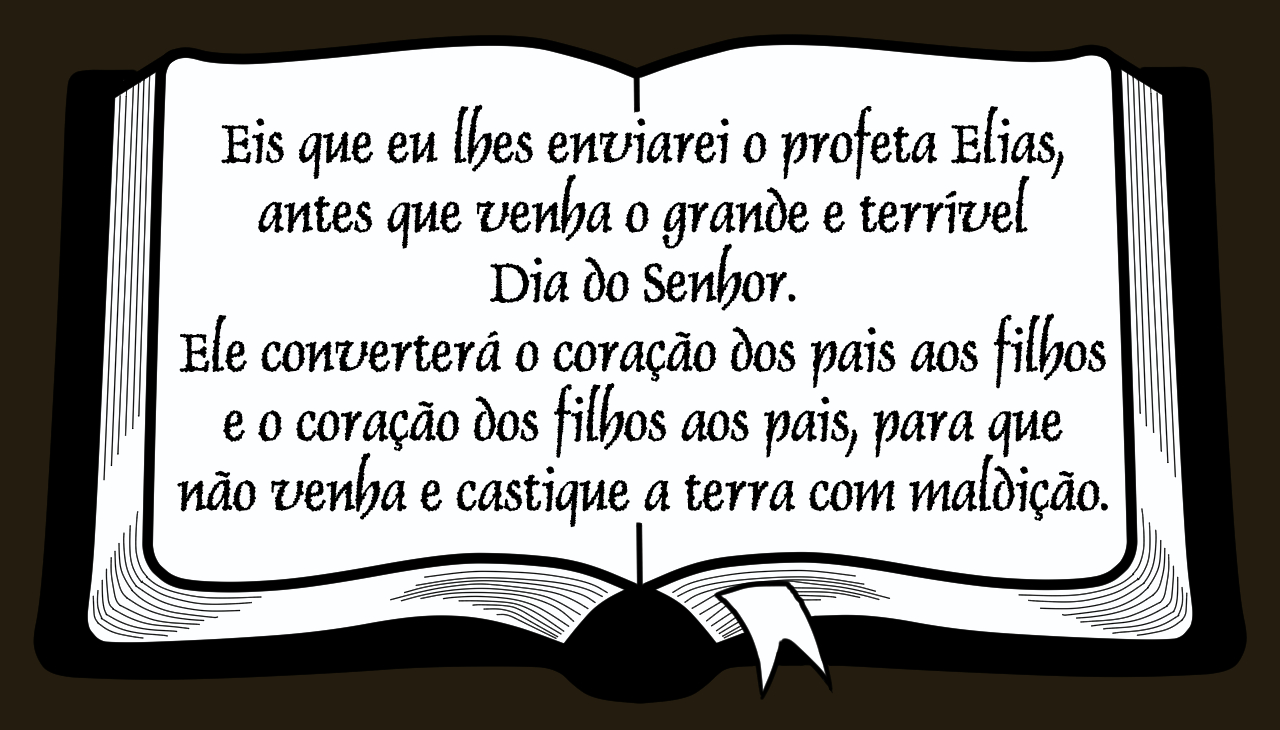 Eis que eu lhes enviarei o profeta Elias,
antes que venha o grande e terrível
Dia do Senhor.
Ele converterá o coração dos pais aos filhos
e o coração dos filhos aos pais, para que
não venha e castique a terra com maldição.